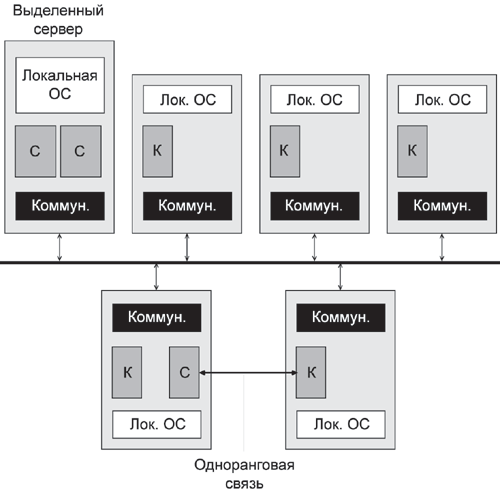 Выделенный
сервер
Локальная
ОС
Лок. ОС
Лок. ОС
Лок. ОС
С
С
К
К
К
Коммун.
Коммун.
Коммун.
Коммун.
Коммун.
Коммун.
К
С
К
Лок. ОС
Лок. ОС
Одноранговая
связь